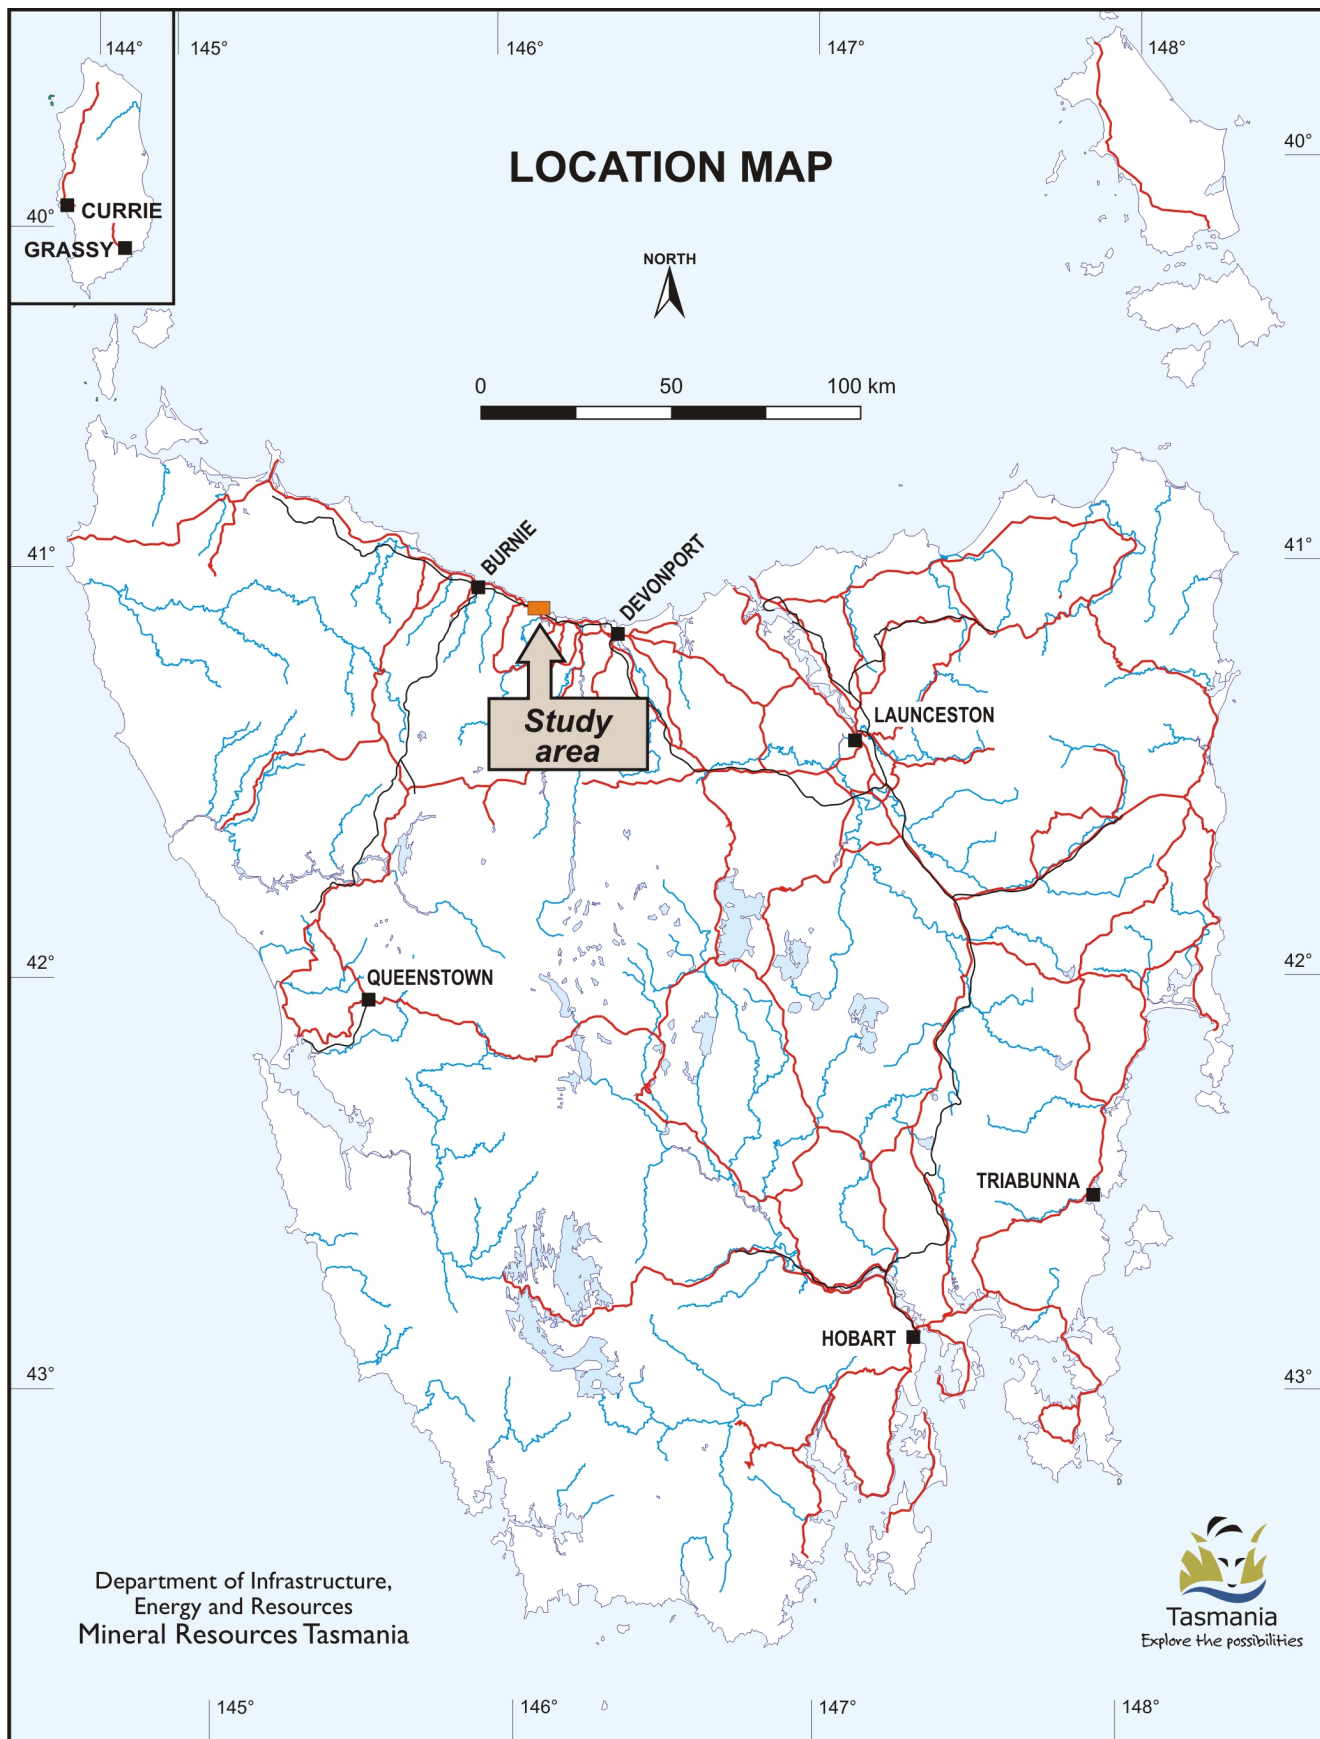 144°
145°
146°
147°
148°
40°
LOCATION MAP
CURRIE
40°
GRASSY
NORTH
0
50
100 km
BURNIE
DEVONPORT
41°
41°
LAUNCESTON
Study
area
QUEENSTOWN
42°
42°
TRIABUNNA
HOBART
43°
43°
Department of Infrastructure,
Energy and Resources
Mineral Resources Tasmania
Tasmania
Explore the possibilities
145°
146°
147°
148°